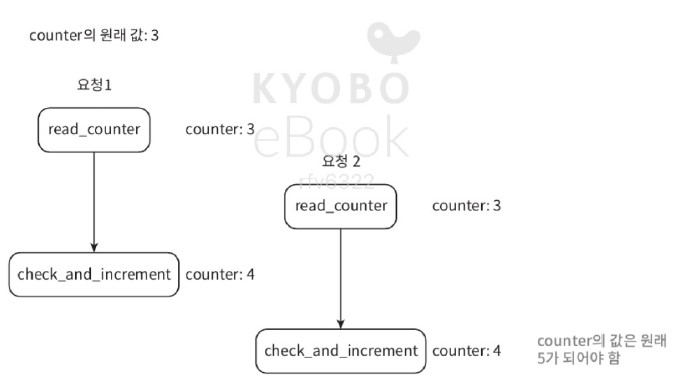 counter의 원래 값: 3
요청1
read_counter
counter: 3
KYOBO
eBook
요청 2
rfv6322
read_counter
counter: 3
check_and_increment
counter: 4
check_and_increment
counter: 4
counter의 값은 원래
5가 되어야 함